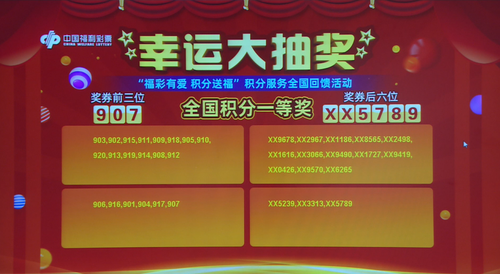 中国福利彩票
CHINA WELFARE LOTTERY
幸运大抽奖
“福彩有爱 积分送福”积分服务全国回馈活动
奖券前三位
全国积分一等奖
奖券后六位
907
XX5789
903,902,915,911,909,918,905,910,
920,913,919,914,908,912
XX9678,XX2967,XX1186,XX8565,XX2498,
XX1616,XX3066,XX9490,XX1727,XX9419,
XX0426,XX9570,XX6265
906,916,901,904,917,907
XX5239,XX3313,XX5789